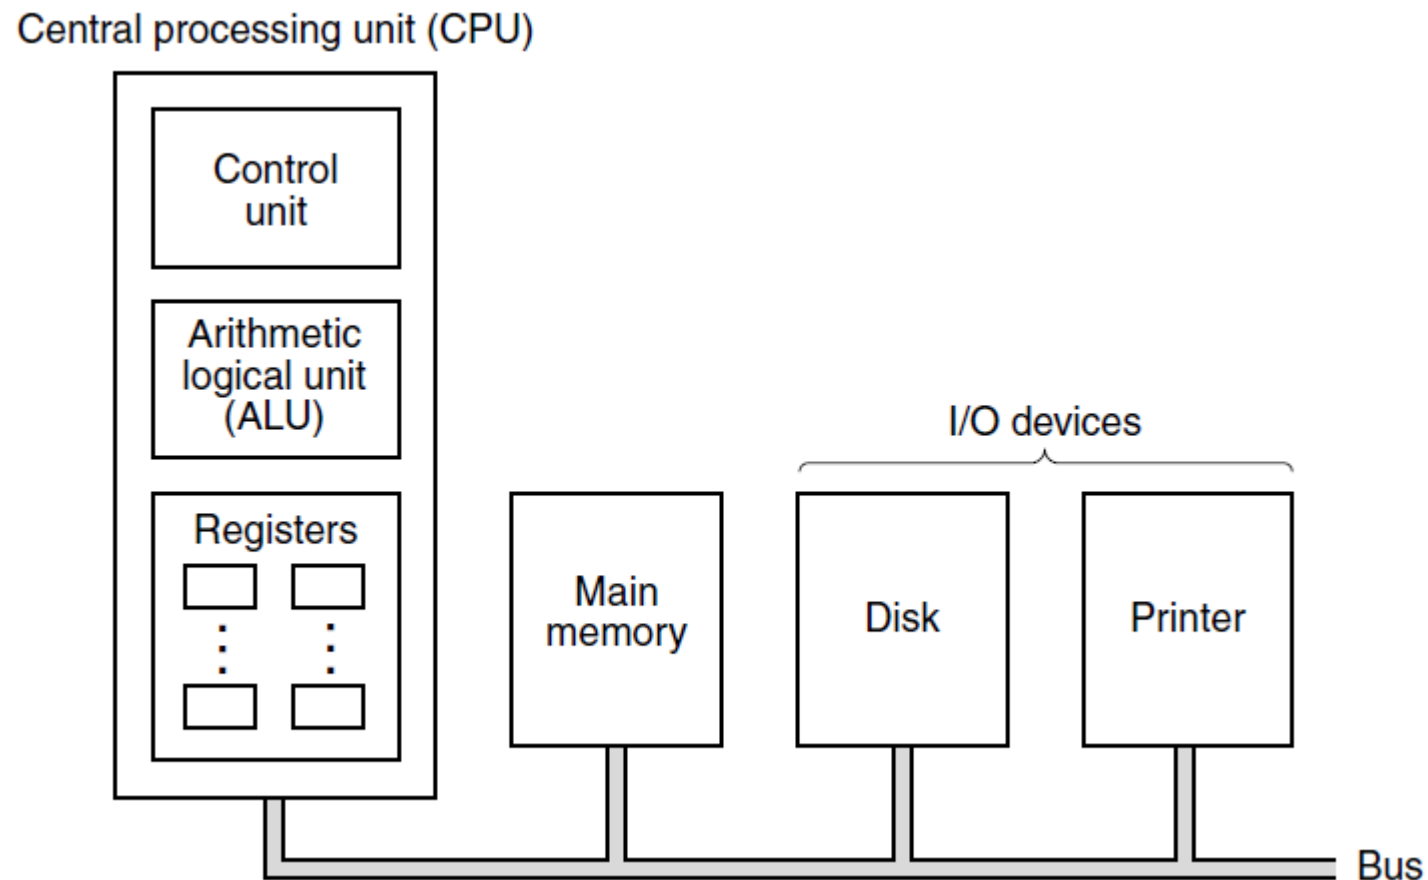 Central processing unit (CPU)
Control
unit
Arithmetic
logical unit
(ALU)
Registers
I/O devices
Main
memory
Disk
Printer
Bus